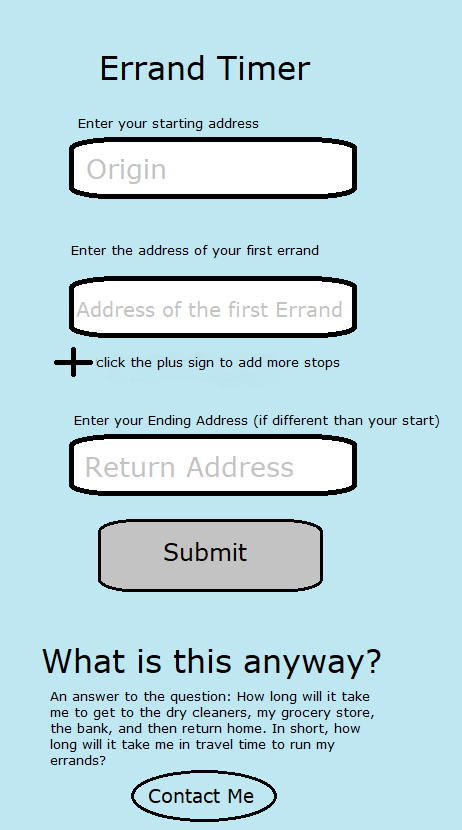 Errand Timer
Enter your starting address
Origin
Enter the address of your first errand
Address of the first Errand
click the plus sign to add more stops
Enter your Ending Address (if different than your start)
Return Address
Submit
What is this anyway?
An answer to the question: How long will it take
me to get to the dry cleaners, my grocery store,
the bank, and then return home. In short, how
long will it take me in travel time to run my
errands?
Contact Me